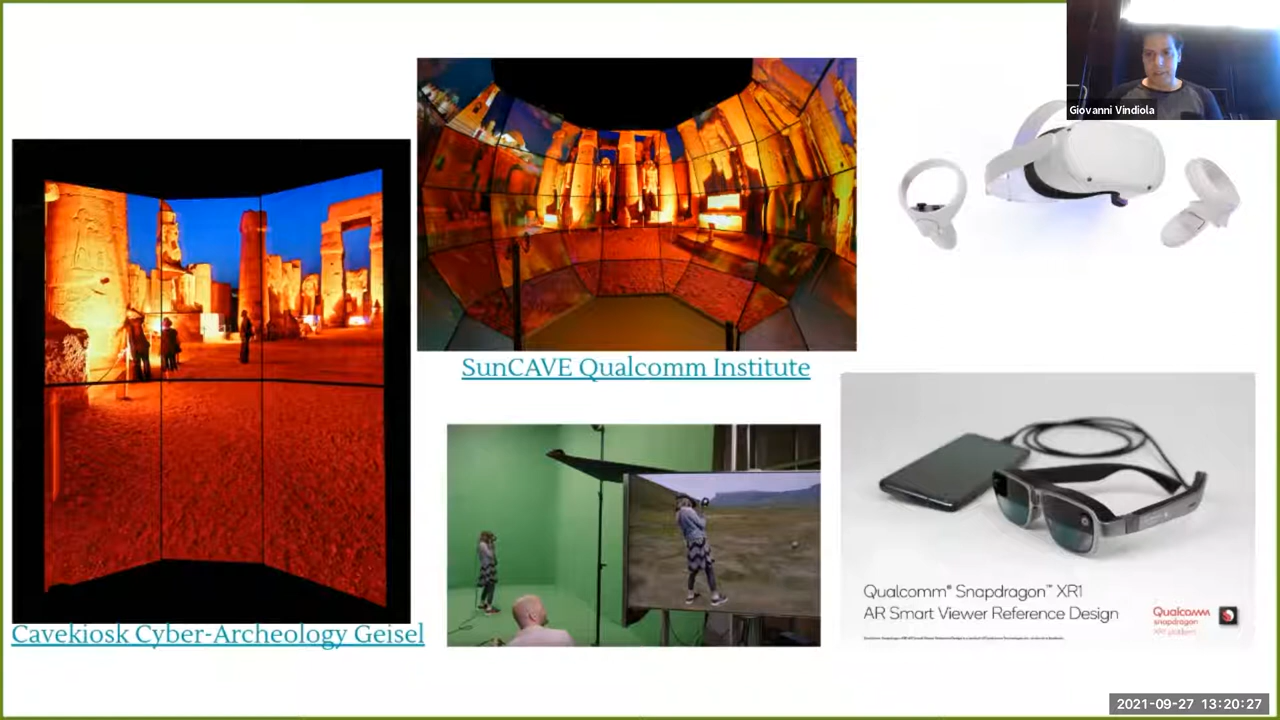 Giovanni Vindiola
SunCAVE Qualcomm Institute
Cavekiosk Cyber-Archeology Geisel
Qualcomm® Snapdragon™ XR1
AR Smart Viewer Reference Design
Qualcomm
snapdragon
2021-09-27 13:20:27